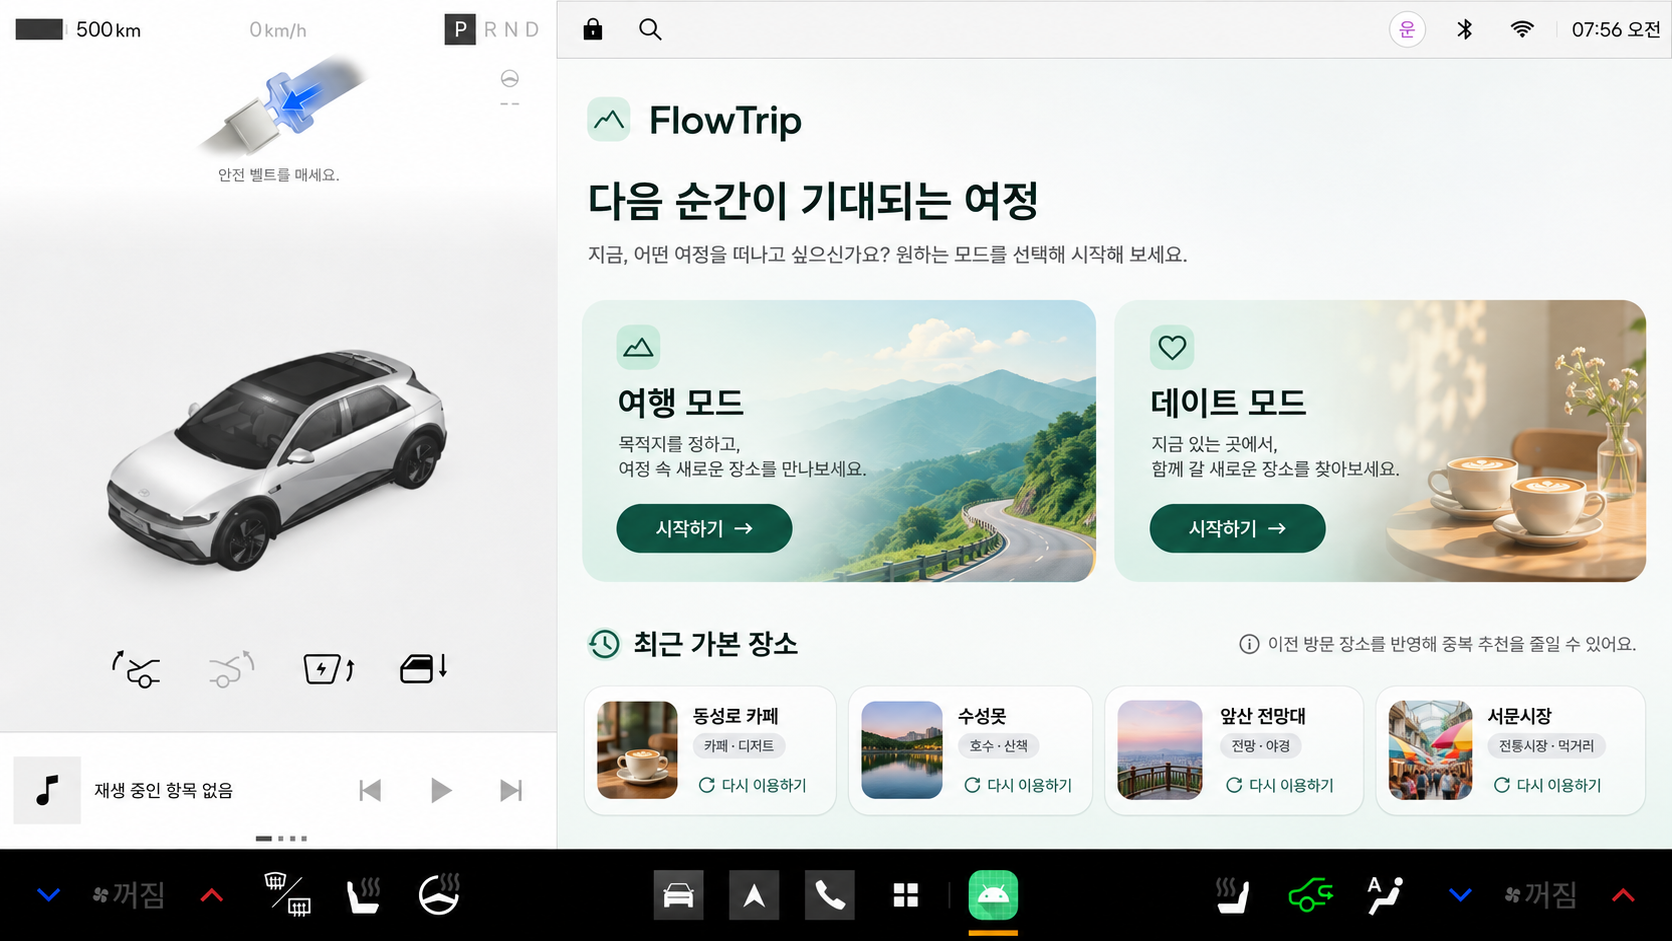 500 km
0 km/h
P R N D
안전 벨트를 매세요.
재생 중인 항목 없음
운
07:56 오전
FlowTrip
다음 순간이 기대되는 여정
지금, 어떤 여정을 떠나고 싶으신가요? 원하는 모드를 선택해 시작해 보세요.
여행 모드
목적지를 정하고,
여정 속 새로운 장소를 만나보세요.
시작하기 →
데이트 모드
지금 있는 곳에서,
함께 갈 새로운 장소를 찾아보세요.
시작하기 →
최근 가본 장소
이전 방문 장소를 반영해 중복 추천을 줄일 수 있어요.
동성로 카페
카페 · 디저트
다시 이용하기
수성못
호수 · 산책
다시 이용하기
앞산 전망대
전망 · 야경
다시 이용하기
서문시장
전통시장 · 먹거리
다시 이용하기
꺼짐
A
꺼짐